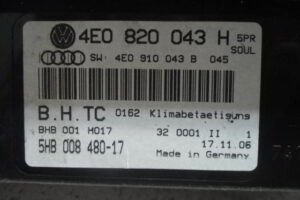 4E0 820 043 H 5PR
SOUL
SW: 4E0 910 043 B 045
B.H.TC 0162 Klimabetaetigung
BHB 001 H017 32 0001 II 1
5HB 008 480-17 17.11.06
Made in Germany